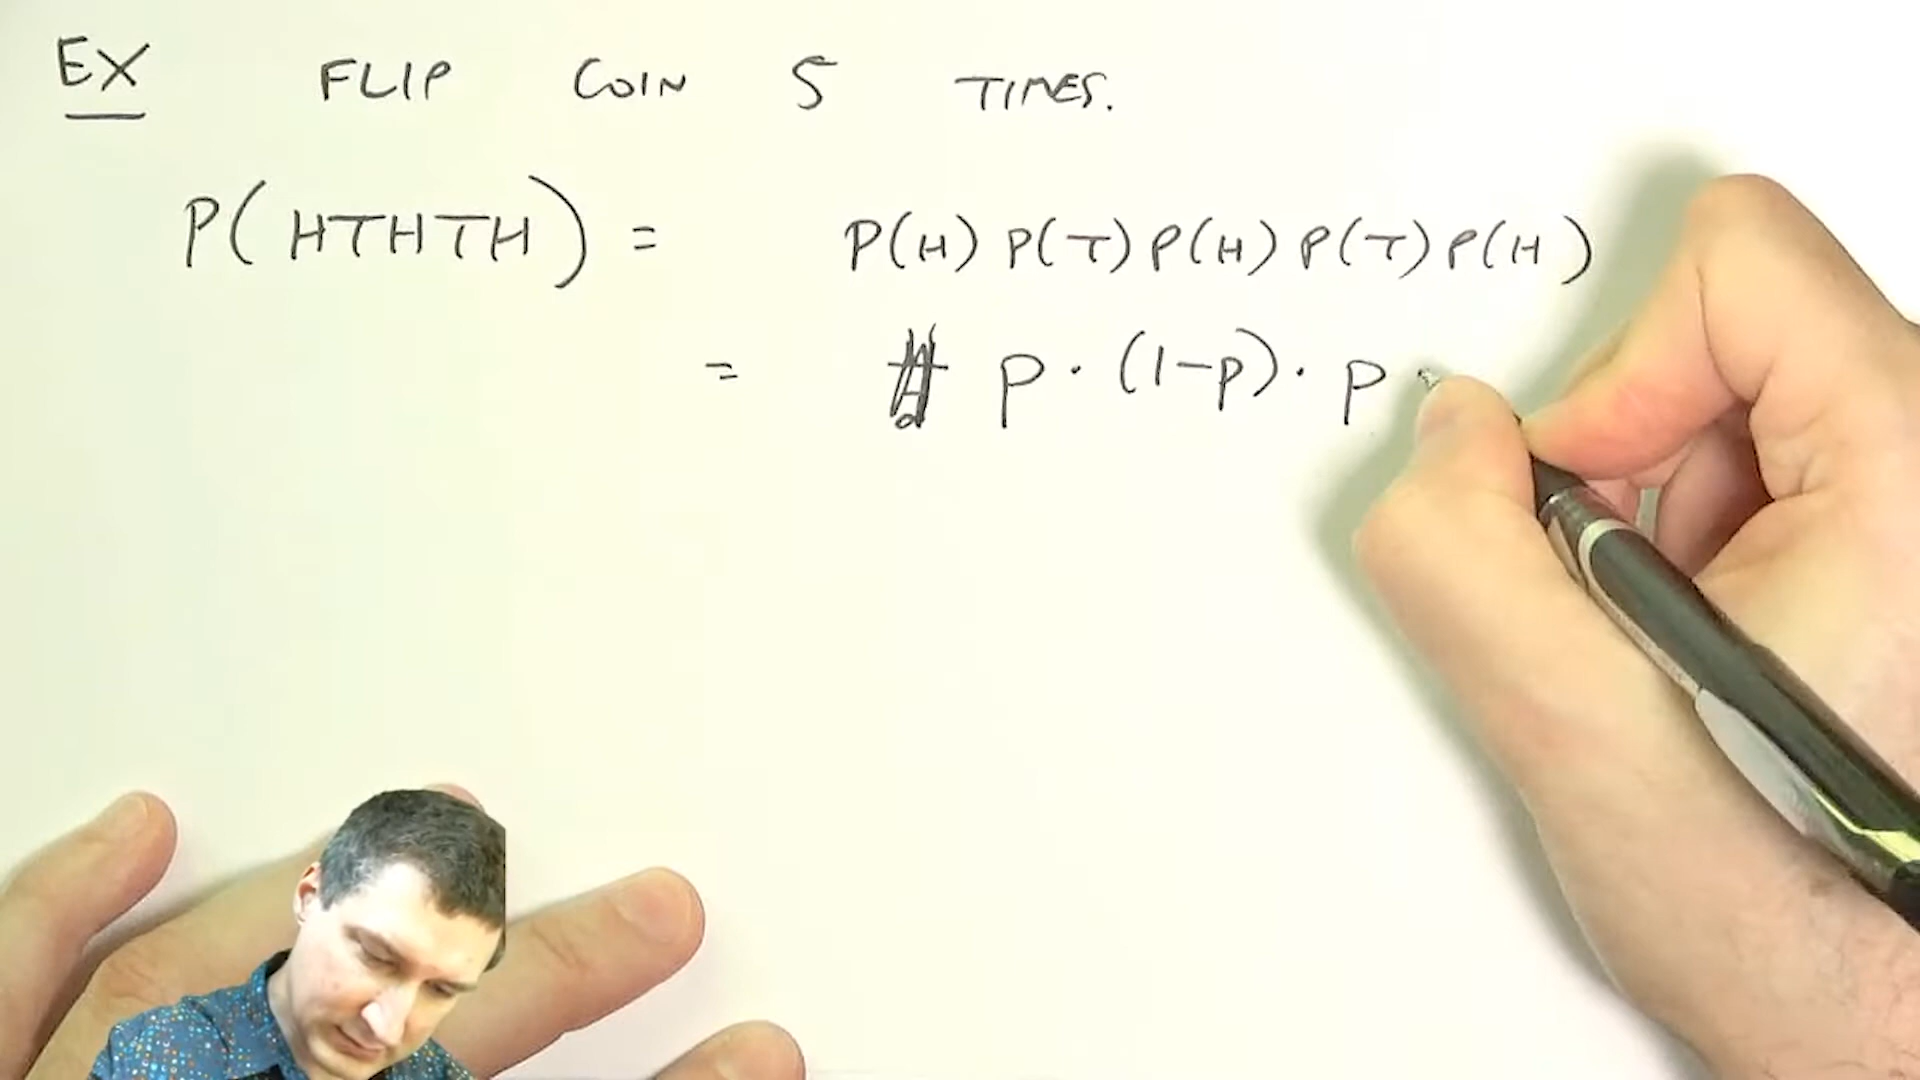 EX FLIP COIN 5 TIMES.
P(HTHTH) = P(H) P(T) P(H) P(T) P(H)
= p · (1-p) · p ·